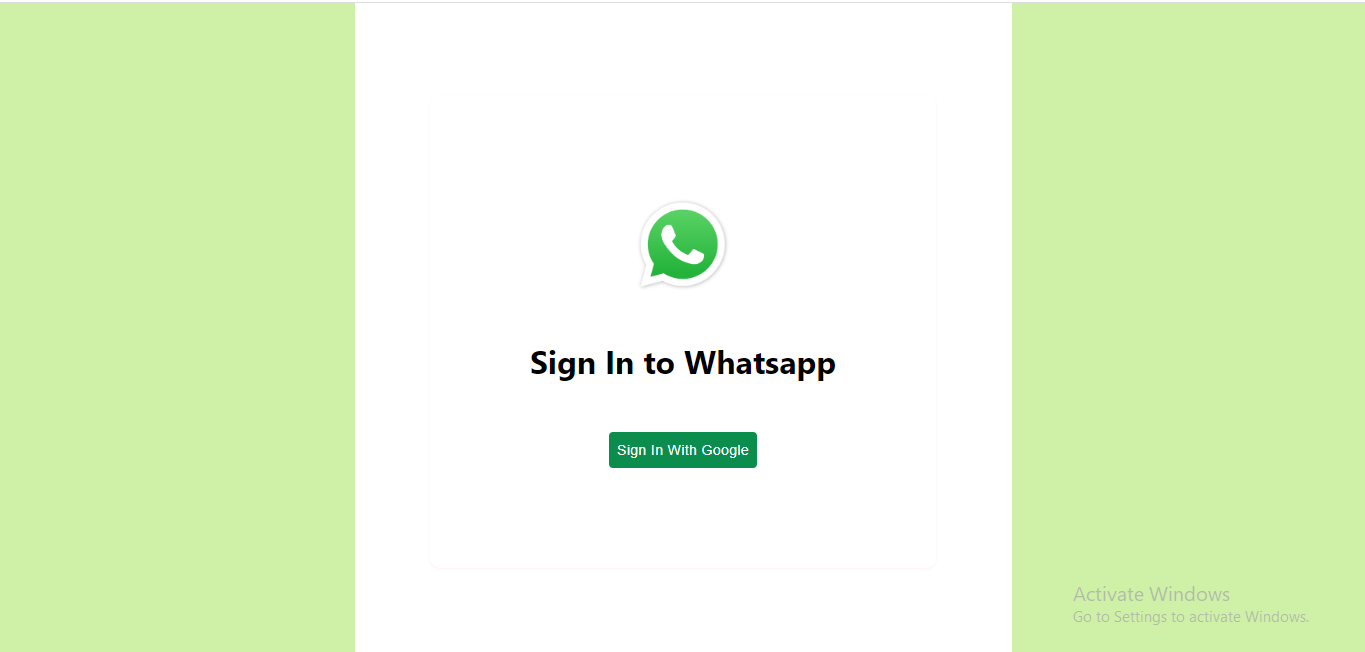 Sign In to Whatsapp
Sign In With Google
Activate Windows
Go to Settings to activate Windows.